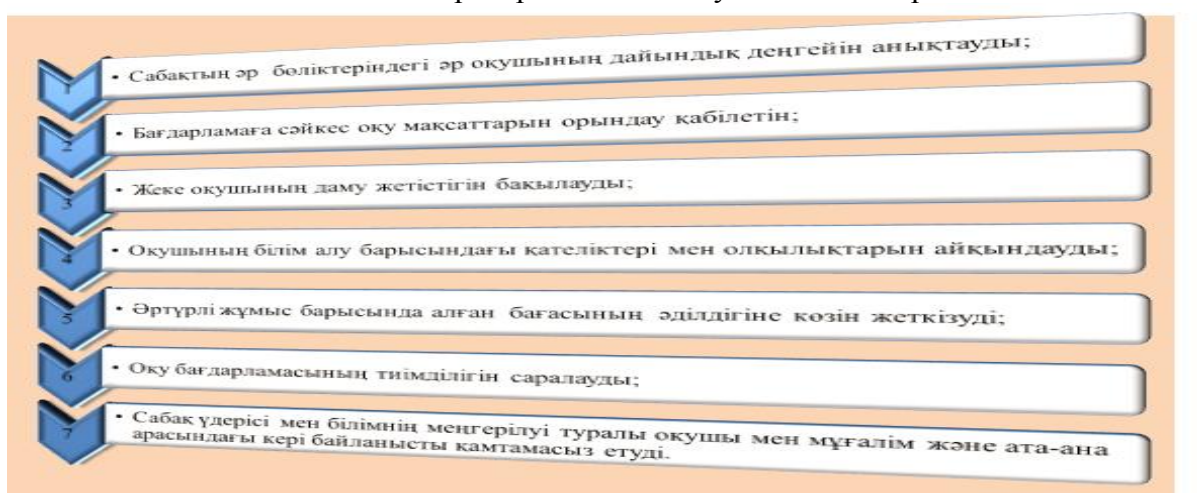 1
• Сабақтың әр бөліктеріндегі әр оқушының дайындық деңгейін анықтауды;
2
• Бағдарламаға сәйкес оқу мақсаттарын орындау қабілетін;
3
• Жеке оқушының даму жетістігін бақылауды;
4
• Оқушының білім алу барысындағы қателіктері мен олқылықтарын айқындауды;
5
• Әртүрлі жұмыс барысында алған бағасының әділдігіне көзін жеткізуді;
6
• Оқу бағдарламасының тиімділігін саралауды;
7
• Сабақ үдерісі мен білімнің меңгерілуі туралы оқушы мен мұғалім және ата-ана
арасындағы кері байланысты қамтамасыз етуді.